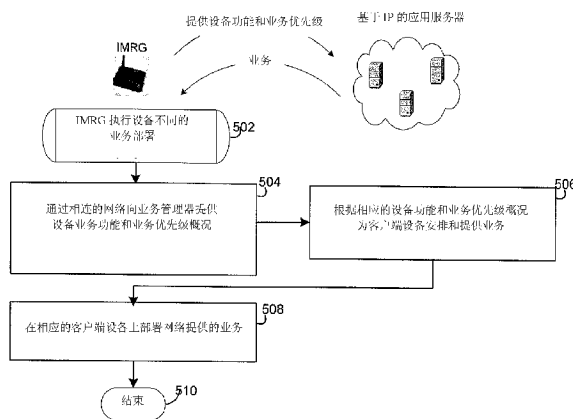 提供设备功能和业务优先级
基于 IP 的应用服务器
IMRG
业务
IMRG 执行设备不同的
业务部署
502
504
通过相连的网络向业务管理器提供
设备业务功能和业务优先级概况
506
根据相应的设备功能和业务优先级概况
为客户端设备安排和提供业务
508
在相应的客户端设备上部署网络提供的业务
510
结束